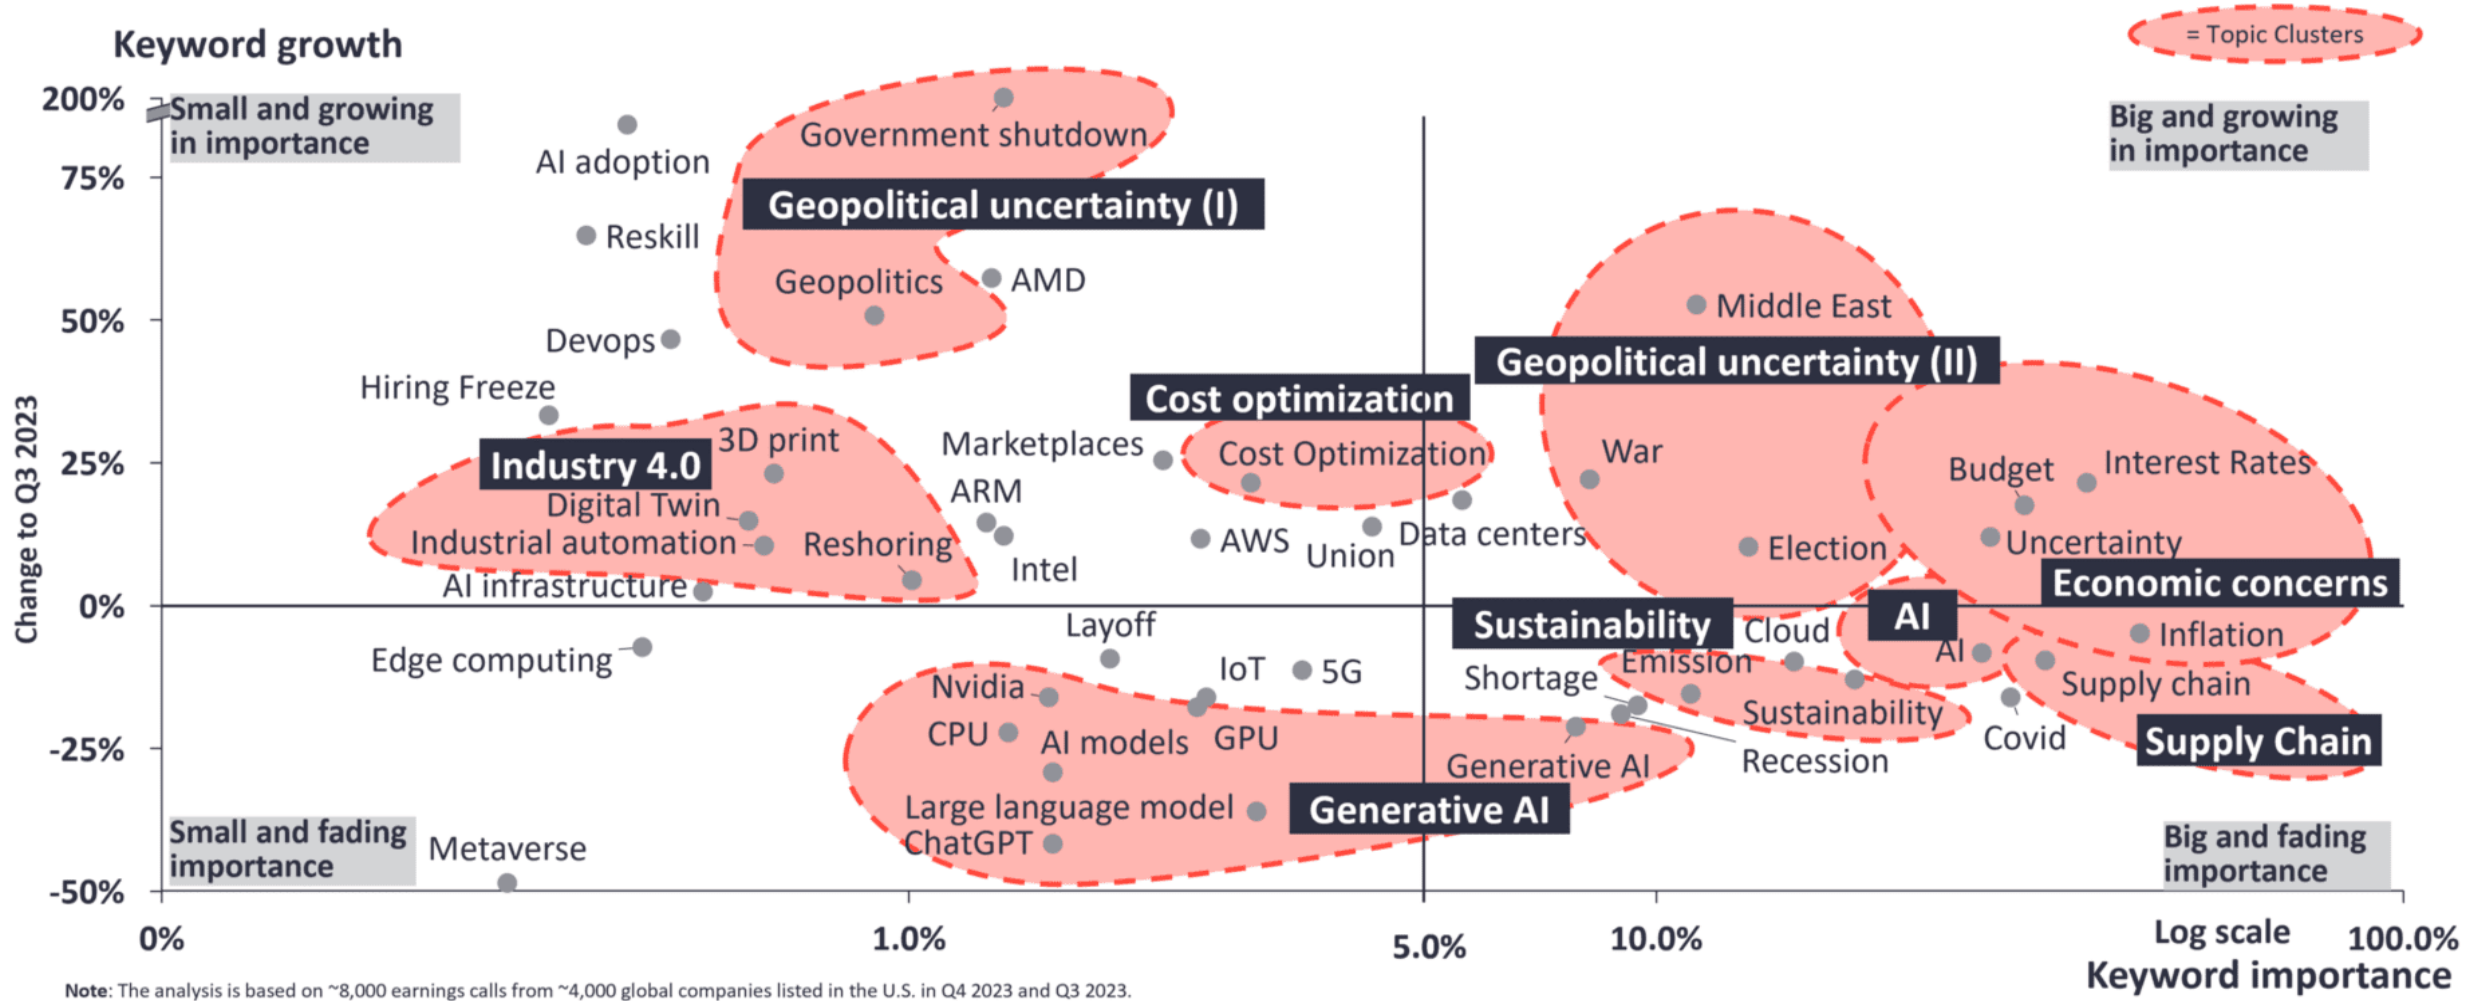 Keyword growth
= Topic Clusters
200%
Small and growing
in importance
Big and growing
in importance
AI adoption
Government shutdown
75%
Geopolitical uncertainty (I)
Reskill
Geopolitics
AMD
50%
Devops
Middle East
Geopolitical uncertainty (II)
Hiring Freeze
Cost optimization
3D print
Marketplaces
Cost Optimization
War
25%
Industry 4.0
Budget
Interest Rates
Digital Twin
ARM
Industrial automation
Reshoring
Intel
AWS
Union
Data centers
Election
Uncertainty
Economic concerns
AI infrastructure
0%
Change to Q3 2023
Layoff
Sustainability
Cloud
AI
Inflation
Edge computing
IoT
5G
Emission
AI
Shortage
Supply chain
Nvidia
CPU
AI models
GPU
Sustainability
Covid
Supply Chain
-25%
Generative AI
Recession
Large language model
Generative AI
ChatGPT
Small and fading
importance
Metaverse
Big and fading
importance
-50%
0%
1.0%
5.0%
10.0%
Log scale
100.0%
Keyword importance
Note: The analysis is based on ~8,000 earnings calls from ~4,000 global companies listed in the U.S. in Q4 2023 and Q3 2023.